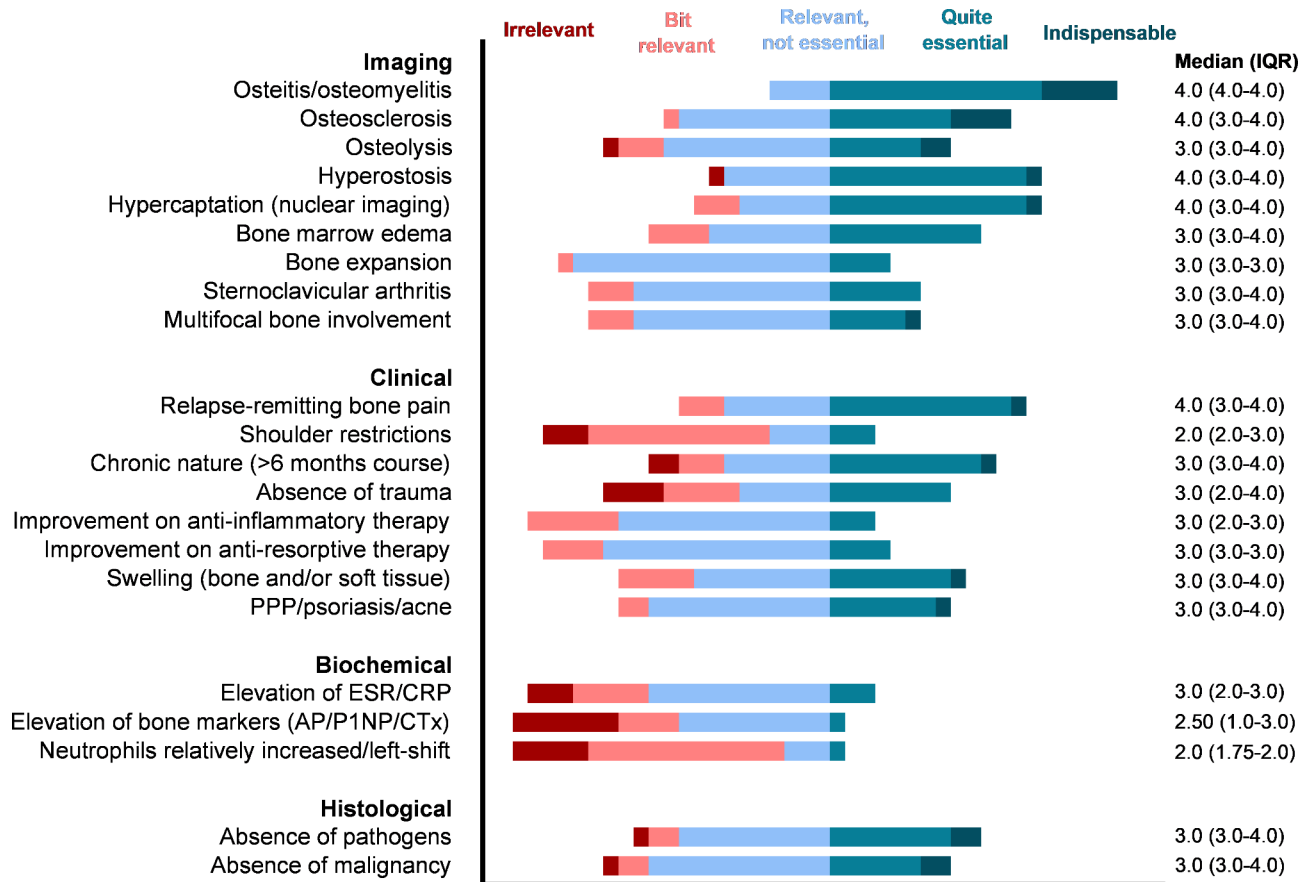 Irrelevant
Bit
relevant
Relevant,
not essential
Quite
essential
Indispensable
Median (IQR)
Imaging
Osteitis/osteomyelitis 4.0 (4.0-4.0)
Osteosclerosis 4.0 (3.0-4.0)
Osteolysis 3.0 (3.0-4.0)
Hyperostosis 4.0 (3.0-4.0)
Hypercaptation (nuclear imaging) 4.0 (3.0-4.0)
Bone marrow edema 3.0 (3.0-4.0)
Bone expansion 3.0 (3.0-3.0)
Sternoclavicular arthritis 3.0 (3.0-4.0)
Multifocal bone involvement 3.0 (3.0-4.0)
Clinical
Relapse-remitting bone pain 4.0 (3.0-4.0)
Shoulder restrictions 2.0 (2.0-3.0)
Chronic nature (>6 months course) 3.0 (3.0-4.0)
Absence of trauma 3.0 (2.0-4.0)
Improvement on anti-inflammatory therapy 3.0 (2.0-3.0)
Improvement on anti-resorptive therapy 3.0 (3.0-3.0)
Swelling (bone and/or soft tissue) 3.0 (3.0-4.0)
PPP/psoriasis/acne 3.0 (3.0-4.0)
Biochemical
Elevation of ESR/CRP 3.0 (2.0-3.0)
Elevation of bone markers (AP/P1NP/CTx) 2.50 (1.0-3.0)
Neutrophils relatively increased/left-shift 2.0 (1.75-2.0)
Histological
Absence of pathogens 3.0 (3.0-4.0)
Absence of malignancy 3.0 (3.0-4.0)